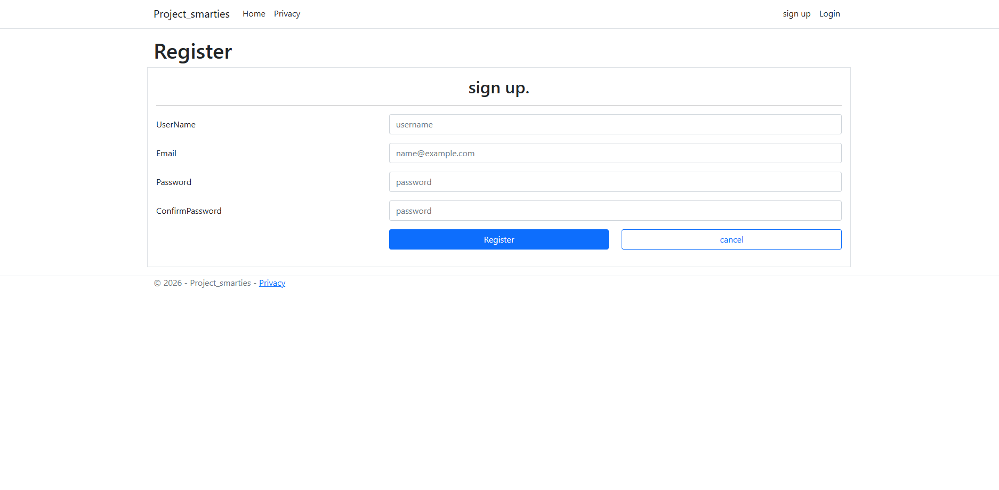 Project_smarties Home Privacy sign up Login
Register
sign up.
UserName username
Email name@example.com
Password password
ConfirmPassword password
Register cancel
© 2026 - Project_smarties - Privacy